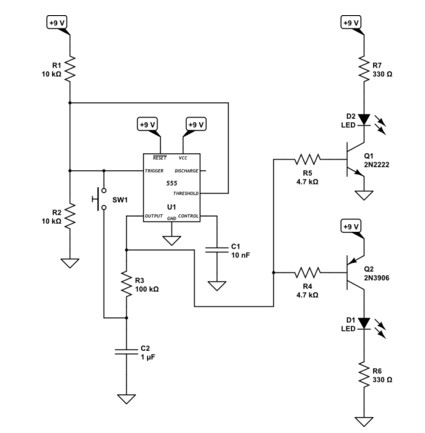 +9 V
+9 V
R1
10 kΩ
R7
330 Ω
D2
LED
+9 V
+9 V
RESET
VCC
TRIGGER
DISCHARGE
555
THRESHOLD
U1
OUTPUT
CONTROL
GND
Q1
2N2222
R5
4.7 kΩ
SW1
R2
10 kΩ
+9 V
C1
10 nF
R3
100 kΩ
R4
4.7 kΩ
Q2
2N3906
D1
LED
C2
1 µF
R6
330 Ω